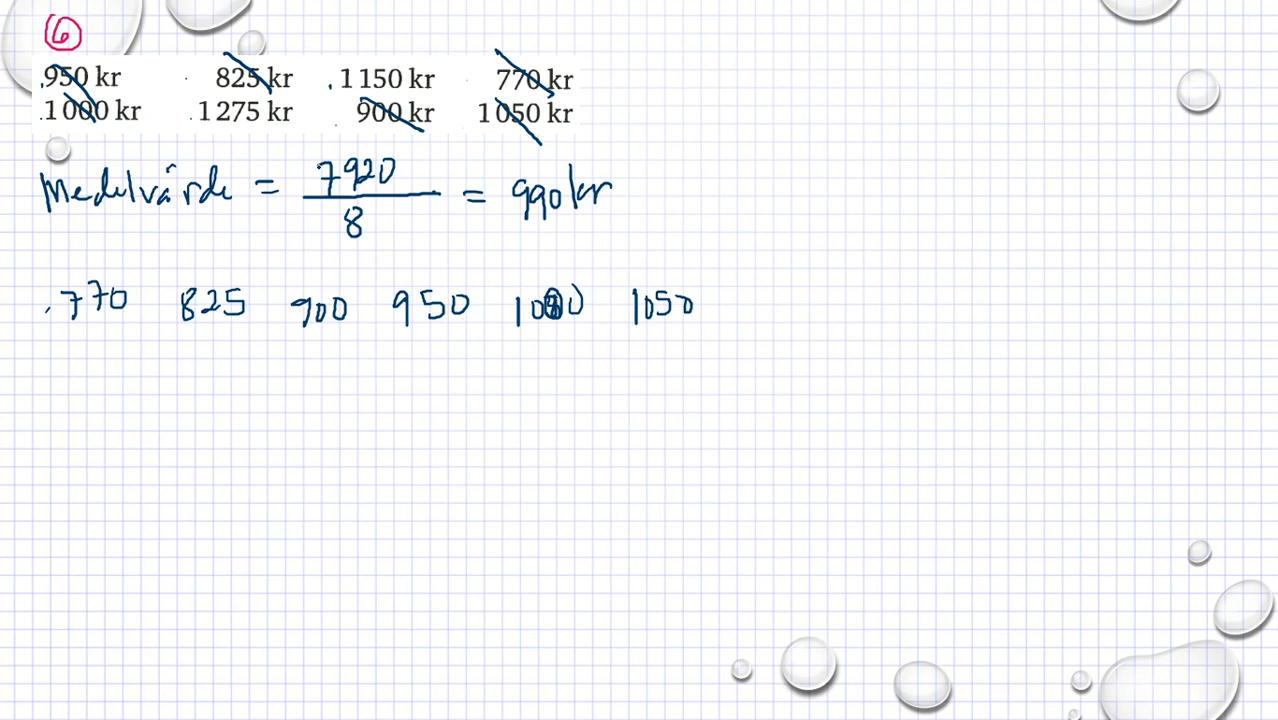 6
950 kr 825 kr 1 150 kr 770 kr
1 000 kr 1 275 kr 900 kr 1 050 kr
Medelvärde = 7920 / 8 = 990 kr
770 825 900 950 1000 1050